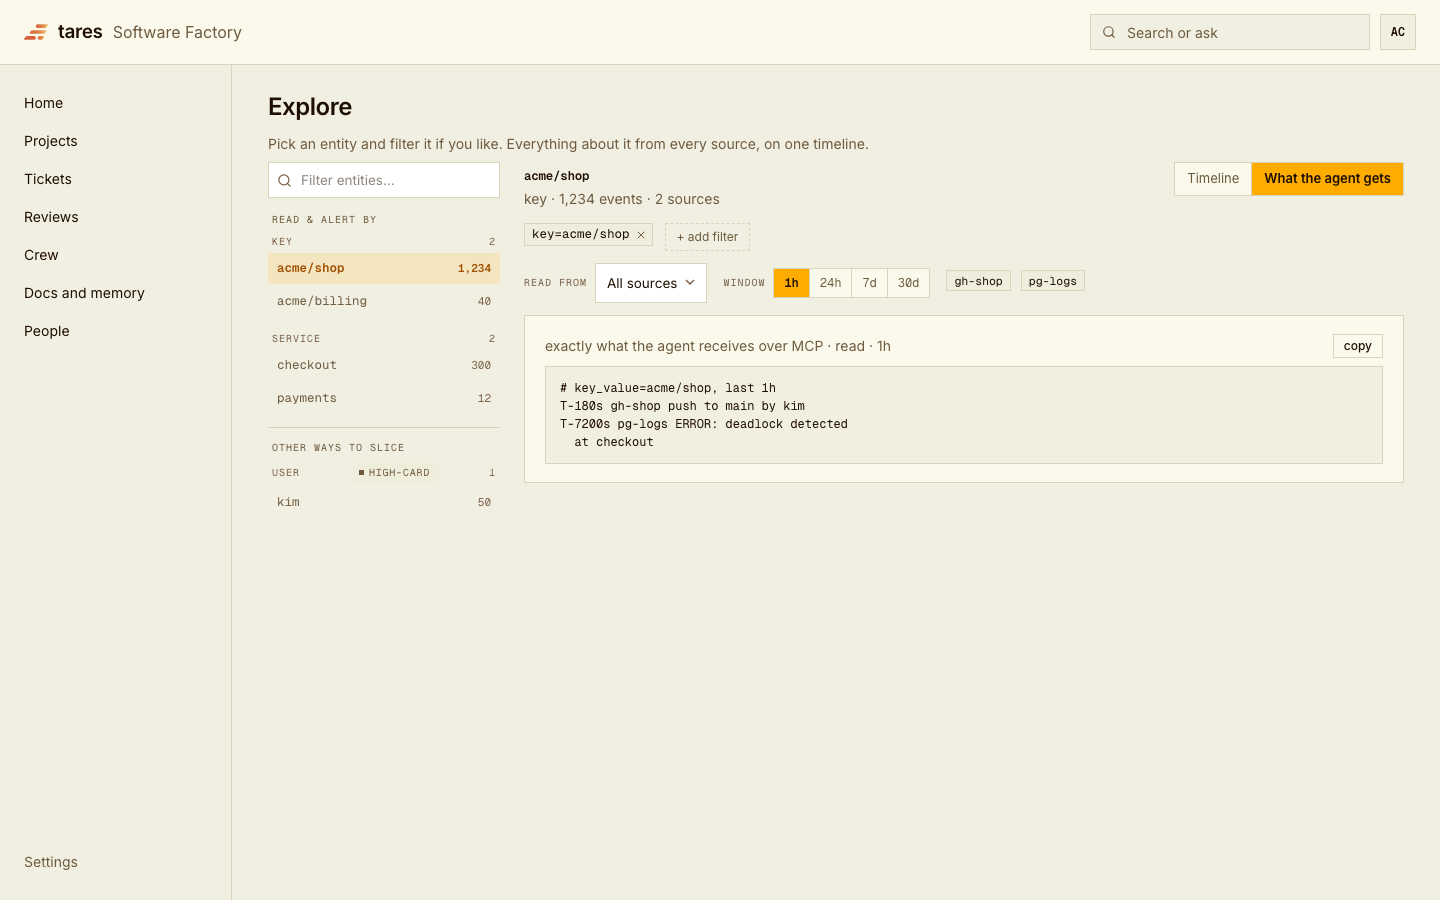 tares Software Factory
Search or ask
AC
Home
Projects
Tickets
Reviews
Crew
Docs and memory
People
Settings
Explore
Pick an entity and filter it if you like. Everything about it from every source, on one timeline.
Filter entities...
READ & ALERT BY
KEY 2
acme/shop 1,234
acme/billing 40
SERVICE 2
checkout 300
payments 12
OTHER WAYS TO SLICE
USER HIGH-CARD 1
kim 50
acme/shop
key · 1,234 events · 2 sources
Timeline What the agent gets
key=acme/shop × + add filter
READ FROM All sources WINDOW 1h 24h 7d 30d gh-shop pg-logs
exactly what the agent receives over MCP · read · 1h
copy
# key_value=acme/shop, last 1h
T-180s gh-shop push to main by kim
T-7200s pg-logs ERROR: deadlock detected
at checkout